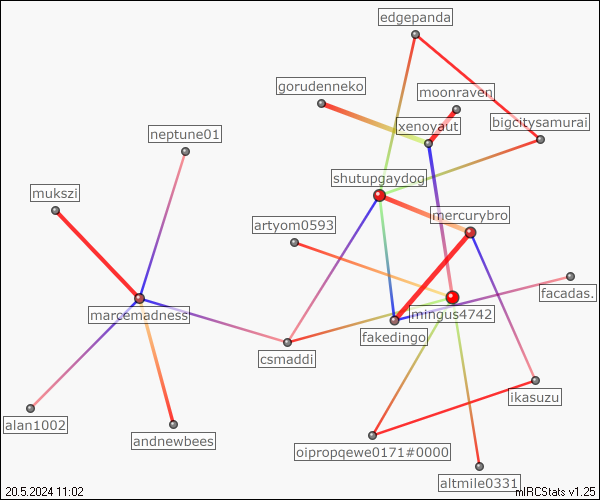 edgepanda
gorudenneko
moonraven
xenoyaut
bigcitysamurai
neptune01
shutupgaydog
mukszi
mercurybro
artyom0593
facadas.
marcemadness
mingus4742
fakedingo
csmaddi
ikasuzu
alan1002
andnewbees
oipropqewe0171#0000
altmile0331
20.5.2024 11:02
mIRCStats v1.25